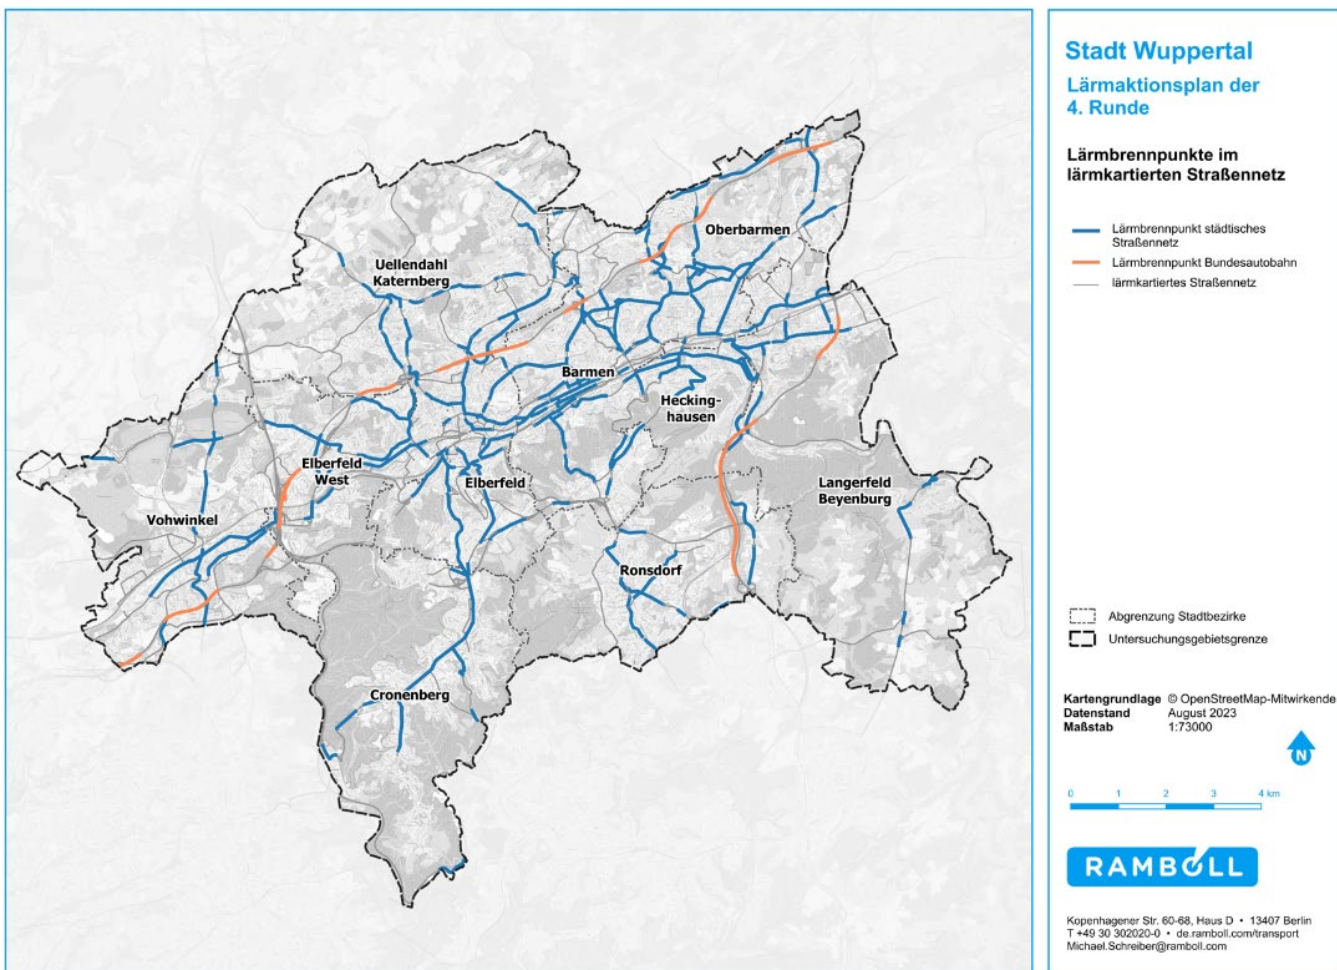 Stadt Wuppertal
Lärmaktionsplan der
4. Runde
Lärmbrennpunkte im
lärmkartierten Straßennetz
Lärmbrennpunkt städtisches
Straßennetz
Lärmbrennpunkt Bundesautobahn
lärmkartiertes Straßennetz
Oberbarmen
Uellendahl
Katernberg
Barmen
Hecking-
hausen
Elberfeld
West
Elberfeld
Langerfeld
Beyenburg
Vohwinkel
Ronsdorf
Cronenberg
Abgrenzung Stadtbezirke
Untersuchungsgebietsgrenze
Kartengrundlage © OpenStreetMap-Mitwirkende
Datenstand August 2023
Maßstab 1:73000
N
0 1 2 3 4 km
RAMBOLL
Kopenhagener Str. 60-68, Haus D • 13407 Berlin
T +49 30 302020-0 • de.ramboll.com/transport
Michael.Schreiber@ramboll.com